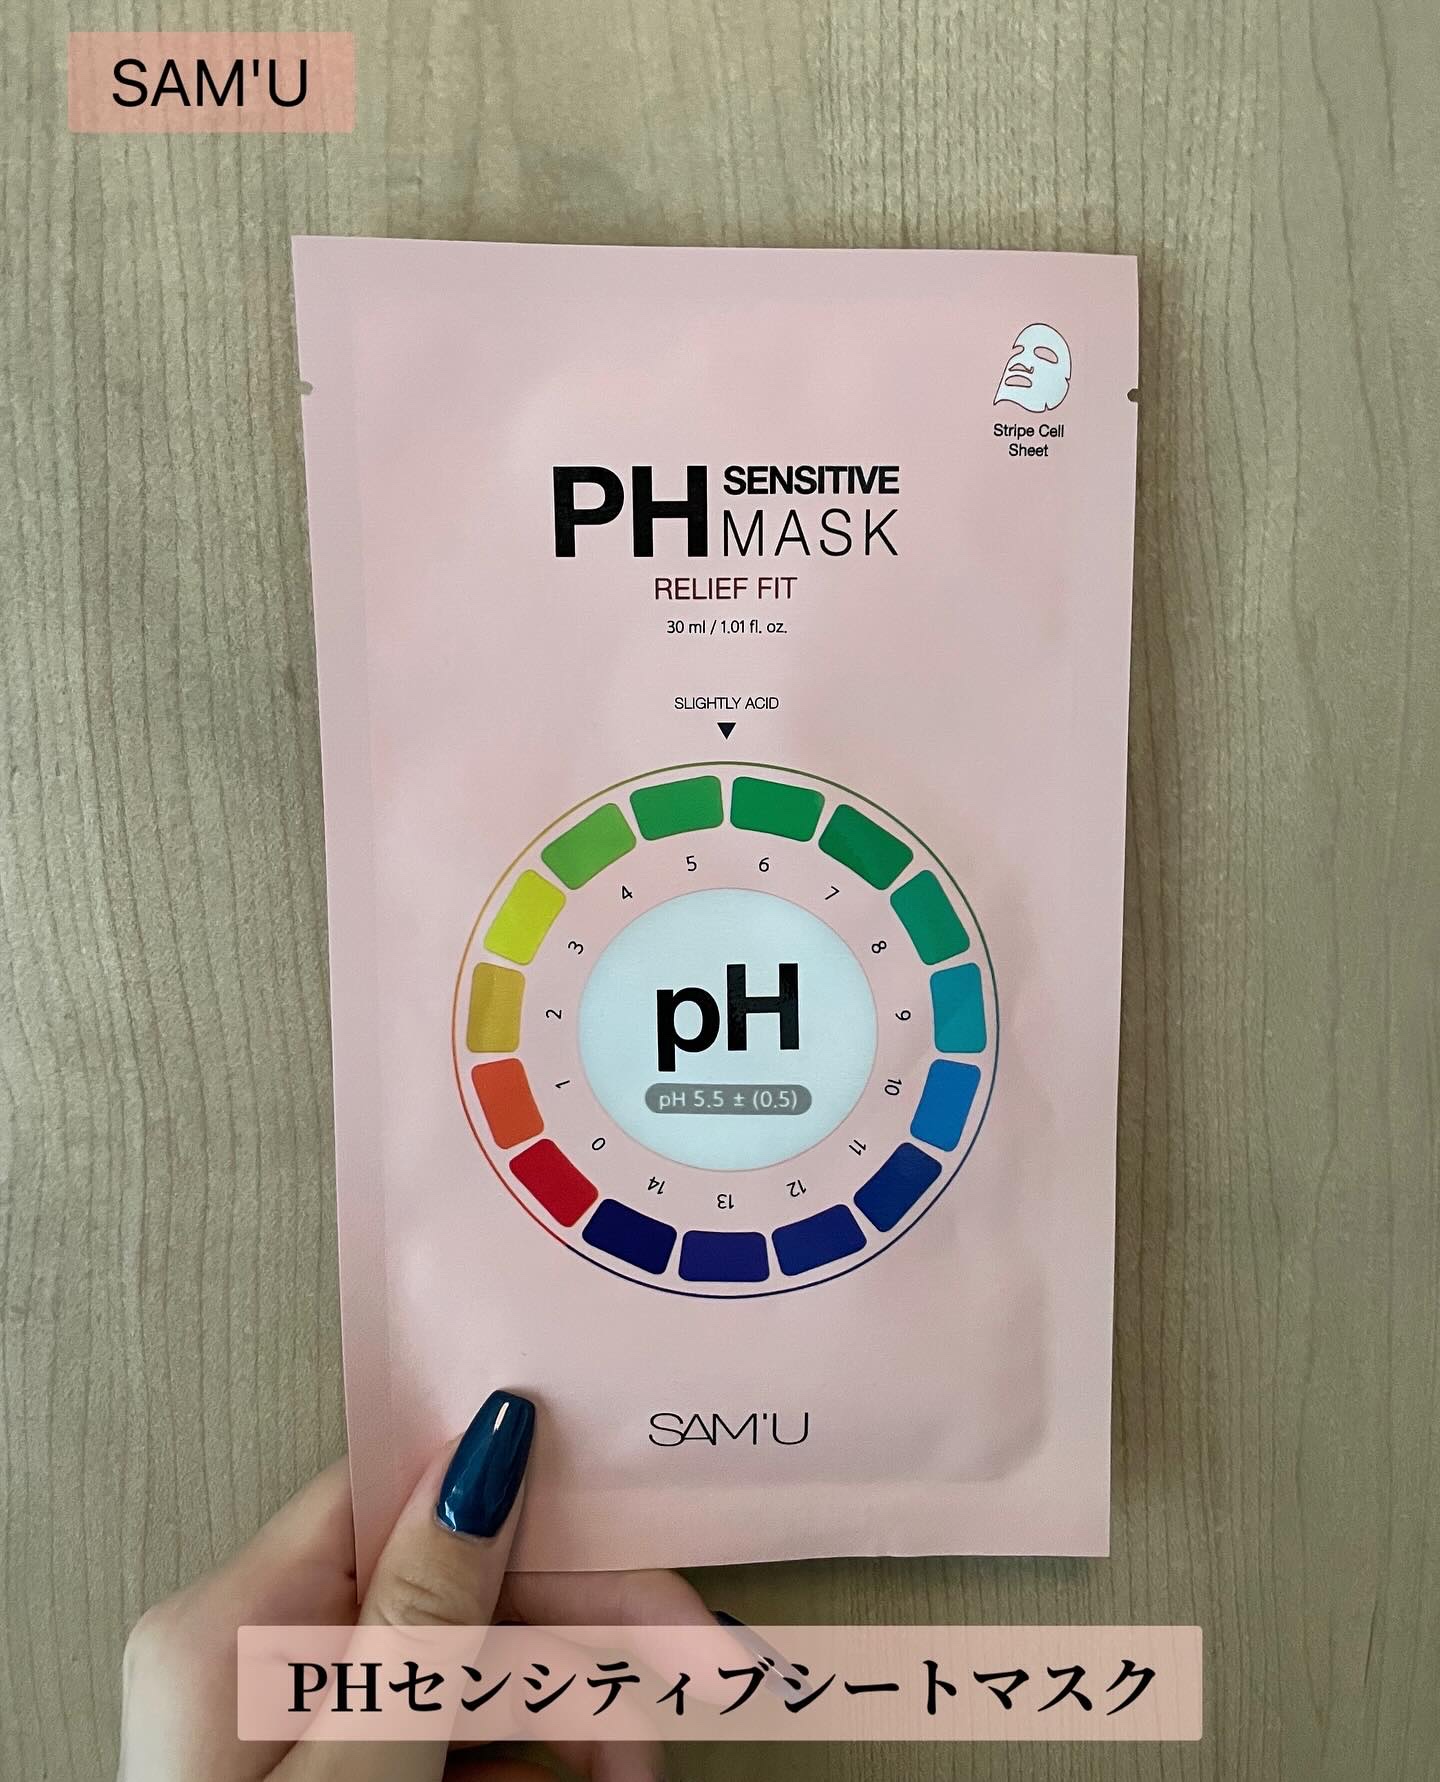 SAM'U
Stripe Cell
Sheet
PH SENSITIVE
MASK
RELIEF FIT
30 ml / 1.01 fl. oz.
SLIGHTLY ACID
0
1
2
3
4
5
6
7
8
9
10
11
12
13
14
pH
pH 5.5 ± (0.5)
SAM'U
PHセンシティブシートマスク